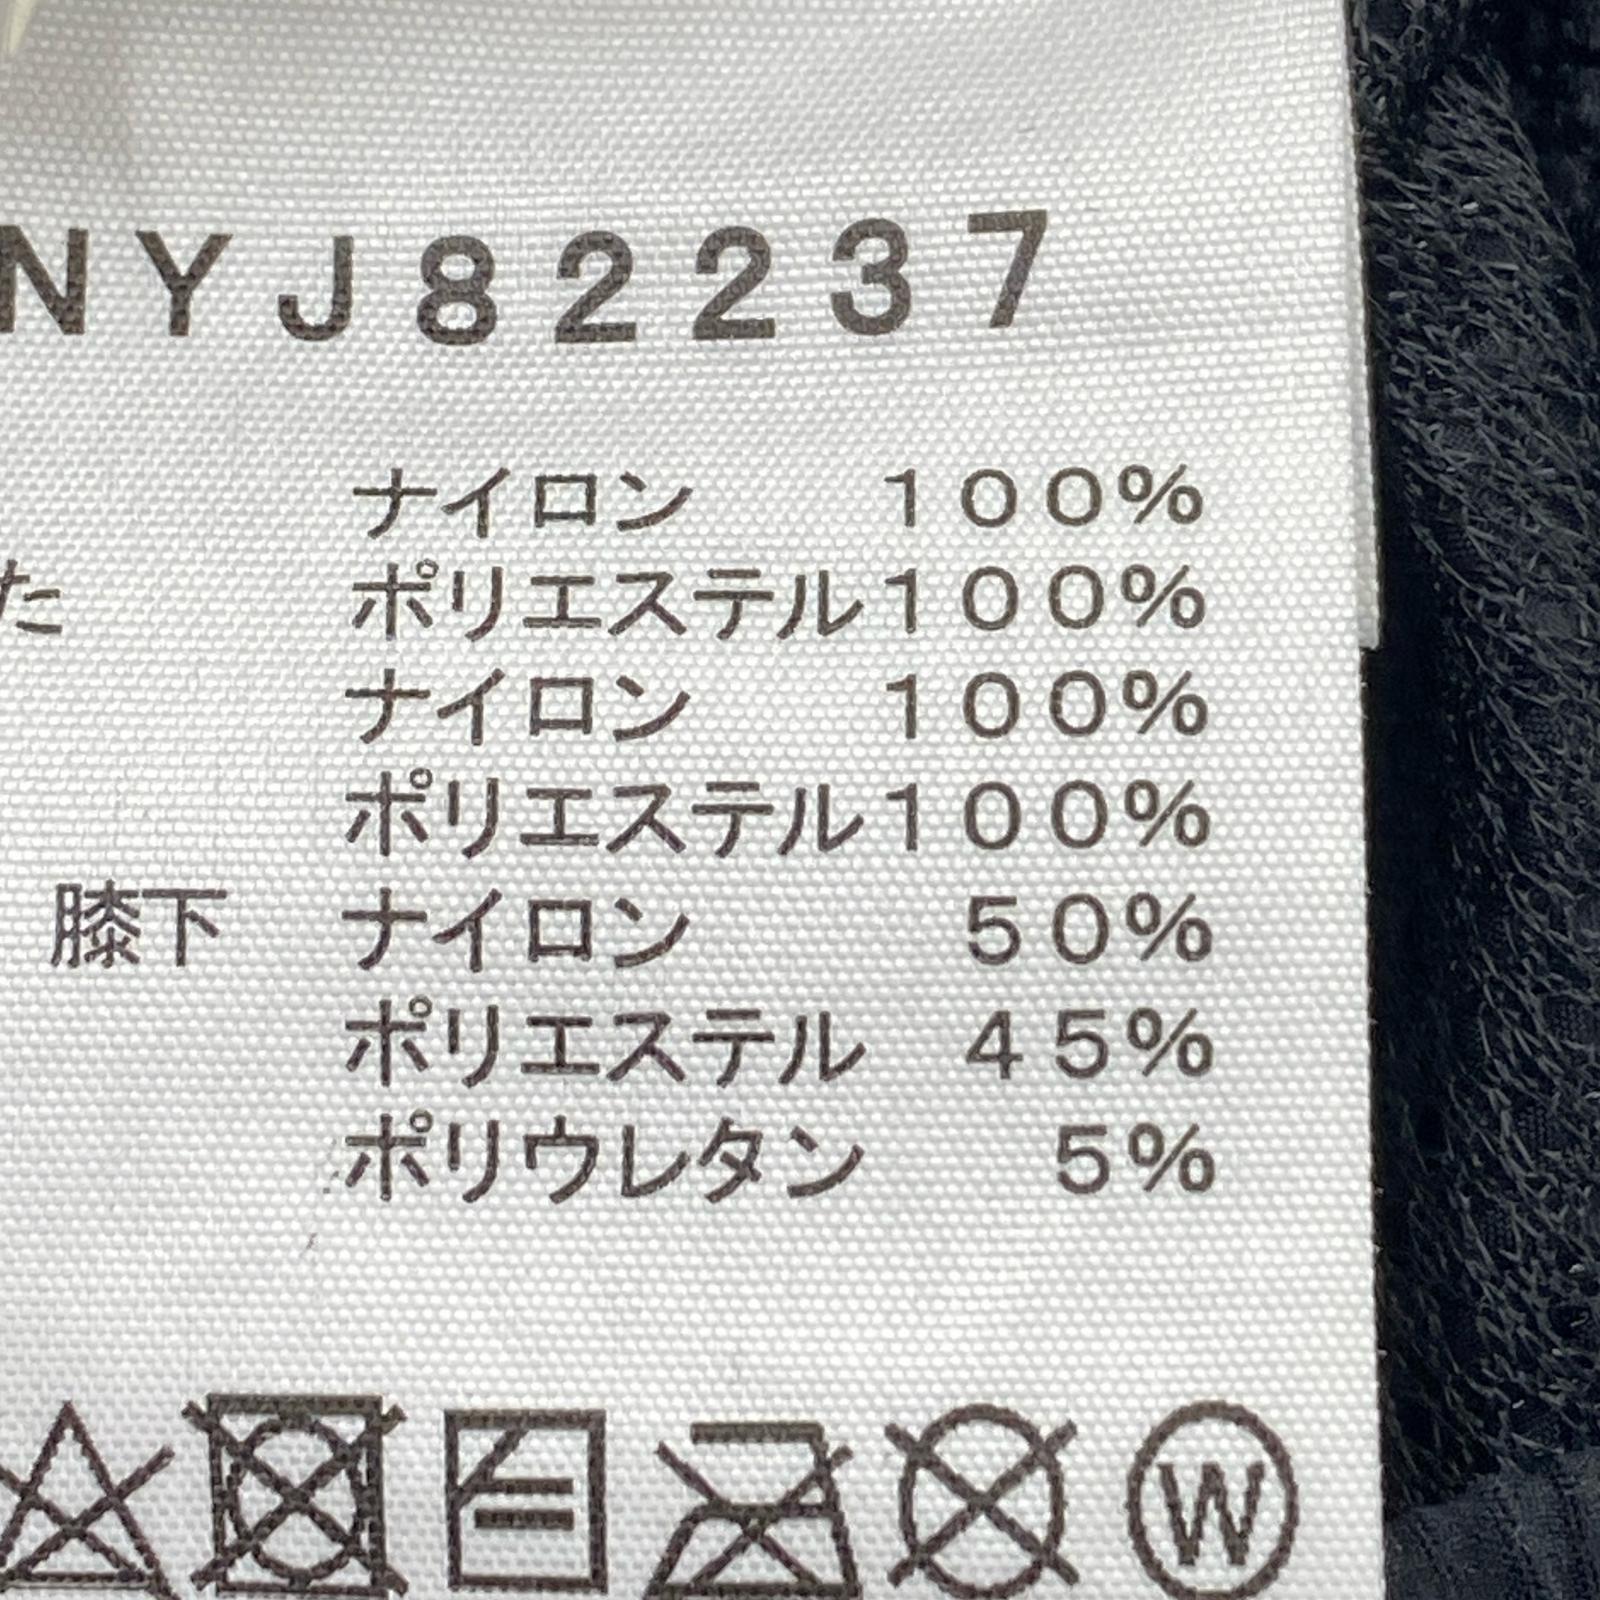 NYJ82237
ナイロン 100%
た ポリエステル100%
ナイロン 100%
ポリエステル100%
膝下 ナイロン 50%
ポリエステル 45%
ポリウレタン 5%
W